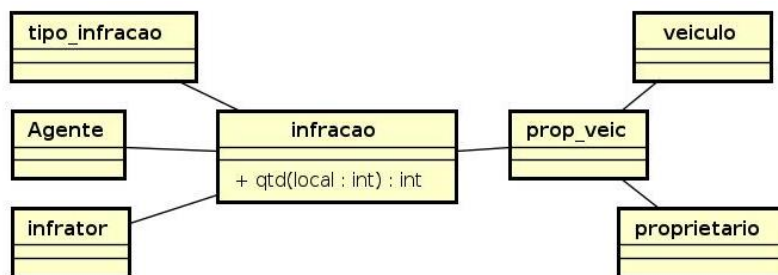 tipo_infracao
veiculo
Agente
infracao
+ qtd(local : int) : int
prop_veic
infrator
proprietario